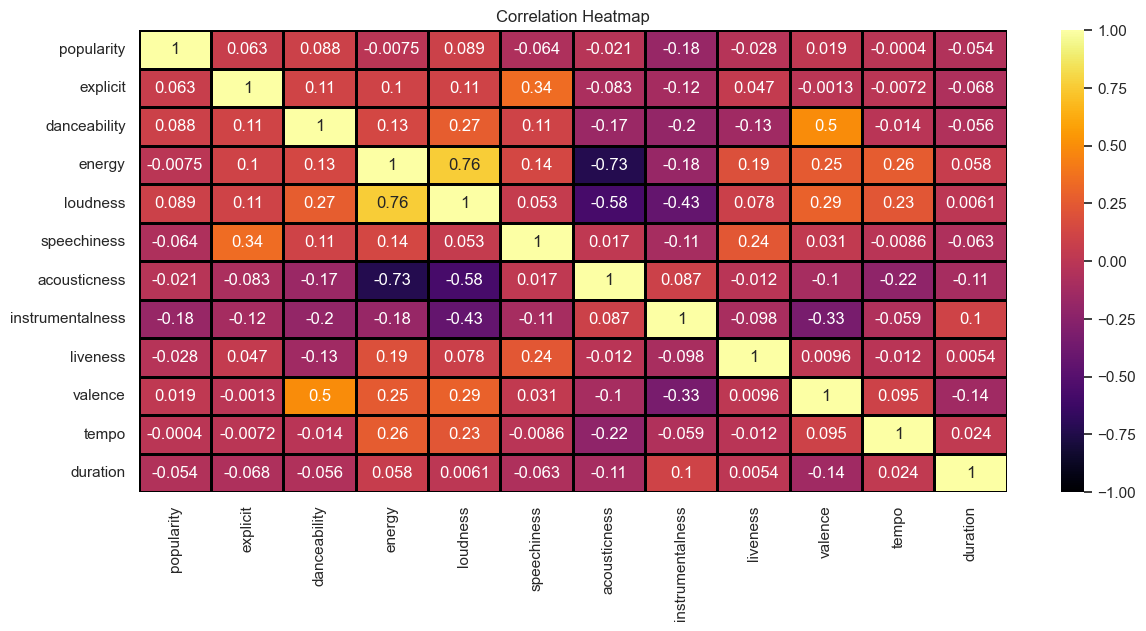 Correlation Heatmap
popularity 1 0.063 0.088 -0.0075 0.089 -0.064 -0.021 -0.18 -0.028 0.019 -0.0004 -0.054
explicit 0.063 1 0.11 0.1 0.11 0.34 -0.083 -0.12 0.047 -0.0013 -0.0072 -0.068
danceability 0.088 0.11 1 0.13 0.27 0.11 -0.17 -0.2 -0.13 0.5 -0.014 -0.056
energy -0.0075 0.1 0.13 1 0.76 0.14 -0.73 -0.18 0.19 0.25 0.26 0.058
loudness 0.089 0.11 0.27 0.76 1 0.053 -0.58 -0.43 0.078 0.29 0.23 0.0061
speechiness -0.064 0.34 0.11 0.14 0.053 1 0.017 -0.11 0.24 0.031 -0.0086 -0.063
acousticness -0.021 -0.083 -0.17 -0.73 -0.58 0.017 1 0.087 -0.012 -0.1 -0.22 -0.11
instrumentalness -0.18 -0.12 -0.2 -0.18 -0.43 -0.11 0.087 1 -0.098 -0.33 -0.059 0.1
liveness -0.028 0.047 -0.13 0.19 0.078 0.24 -0.012 -0.098 1 0.0096 -0.012 0.0054
valence 0.019 -0.0013 0.5 0.25 0.29 0.031 -0.1 -0.33 0.0096 1 0.095 -0.14
tempo -0.0004 -0.0072 -0.014 0.26 0.23 -0.0086 -0.22 -0.059 -0.012 0.095 1 0.024
duration -0.054 -0.068 -0.056 0.058 0.0061 -0.063 -0.11 0.1 0.0054 -0.14 0.024 1
popularity
explicit
danceability
energy
loudness
speechiness
acousticness
instrumentalness
liveness
valence
tempo
duration
1.00
0.75
0.50
0.25
0.00
−0.25
−0.50
−0.75
−1.00